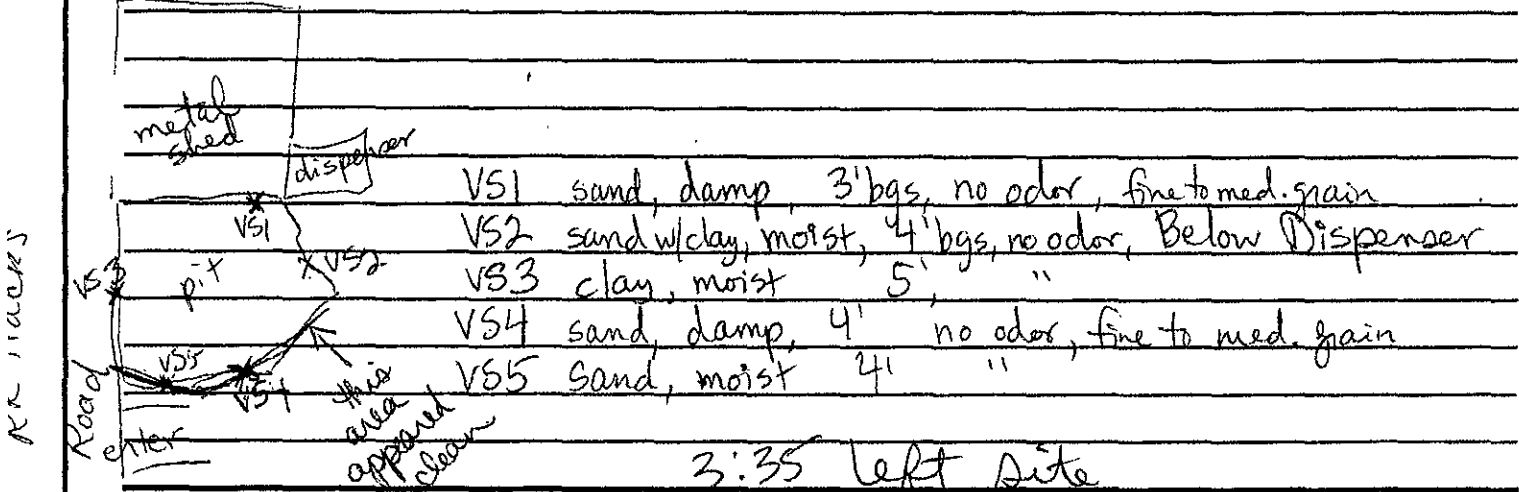 metal
shed
dispenser
VS1 sand, damp, 3' bgs, no odor, fine to med. grain
VS1
VS2 sand w/clay, moist, 4' bgs, no odor, Below Dispenser
VS2
VS3
pit
VS3 clay, moist 5', "
VS4 sand, damp, 4' no odor, fine to med. grain
VS5
VS4
VS5 sand, moist 4' "
this
area
appeared
clean
Road
enter
3:35 left site